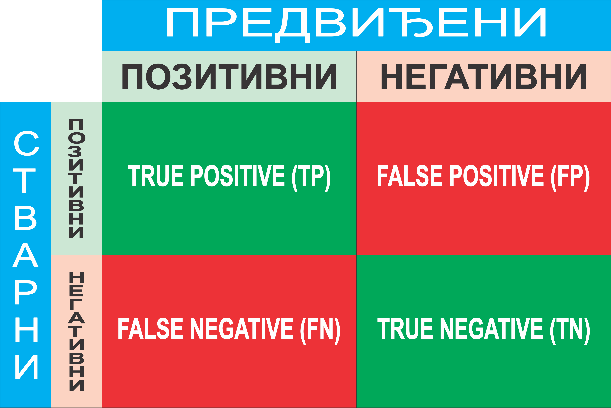 ПРЕДВИЂЕНИ
ПОЗИТИВНИ
НЕГАТИВНИ
СТВАРНИ
ПОЗИТИВНИ
TRUE POSITIVE (TP)
FALSE POSITIVE (FP)
НЕГАТИВНИ
FALSE NEGATIVE (FN)
TRUE NEGATIVE (TN)